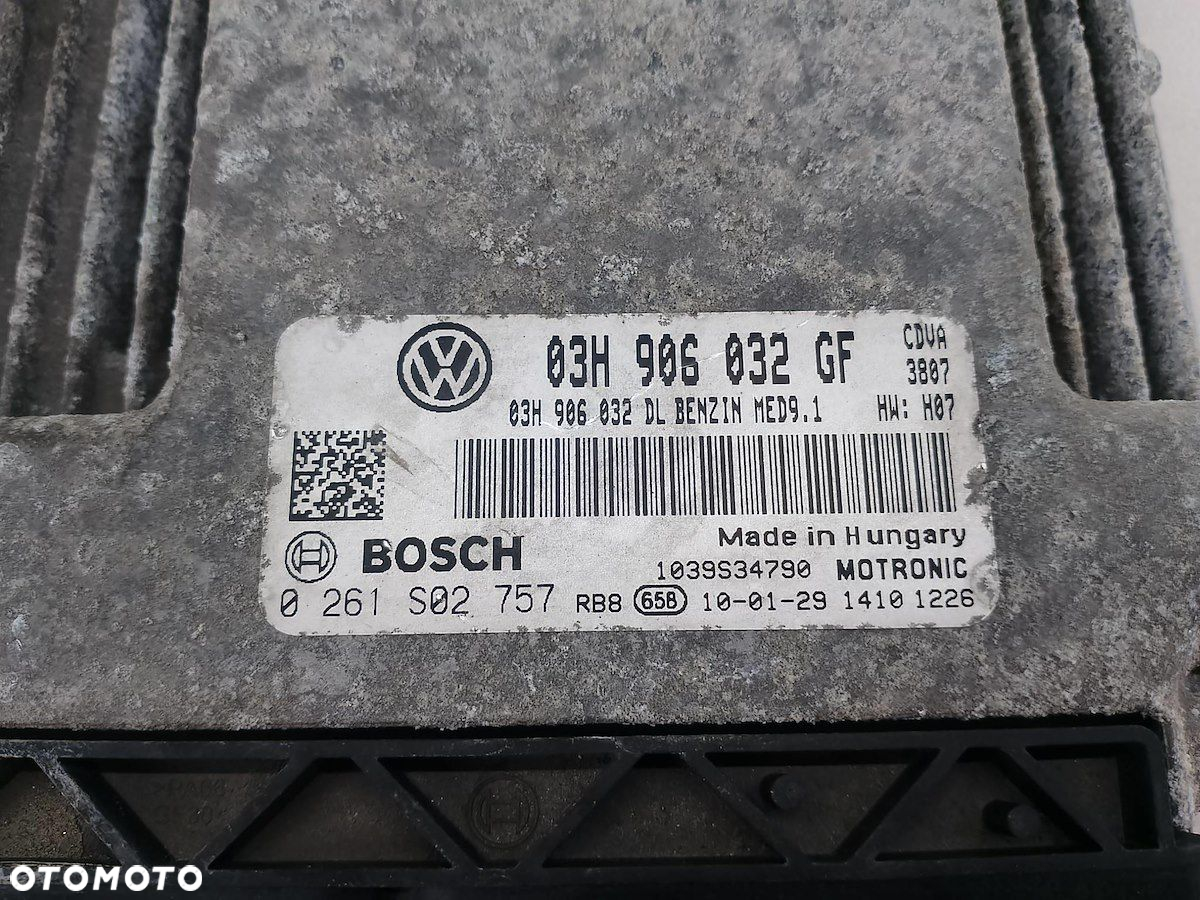 03H 906 032 GF CDVA
3807
03H 906 032 DL BENZIN MED9.1 HW: H07
Made in Hungary
BOSCH
1039S34790 MOTRONIC
0 261 S02 757 RB8 65B 10-01-29 1410 1226
OTOMOTO